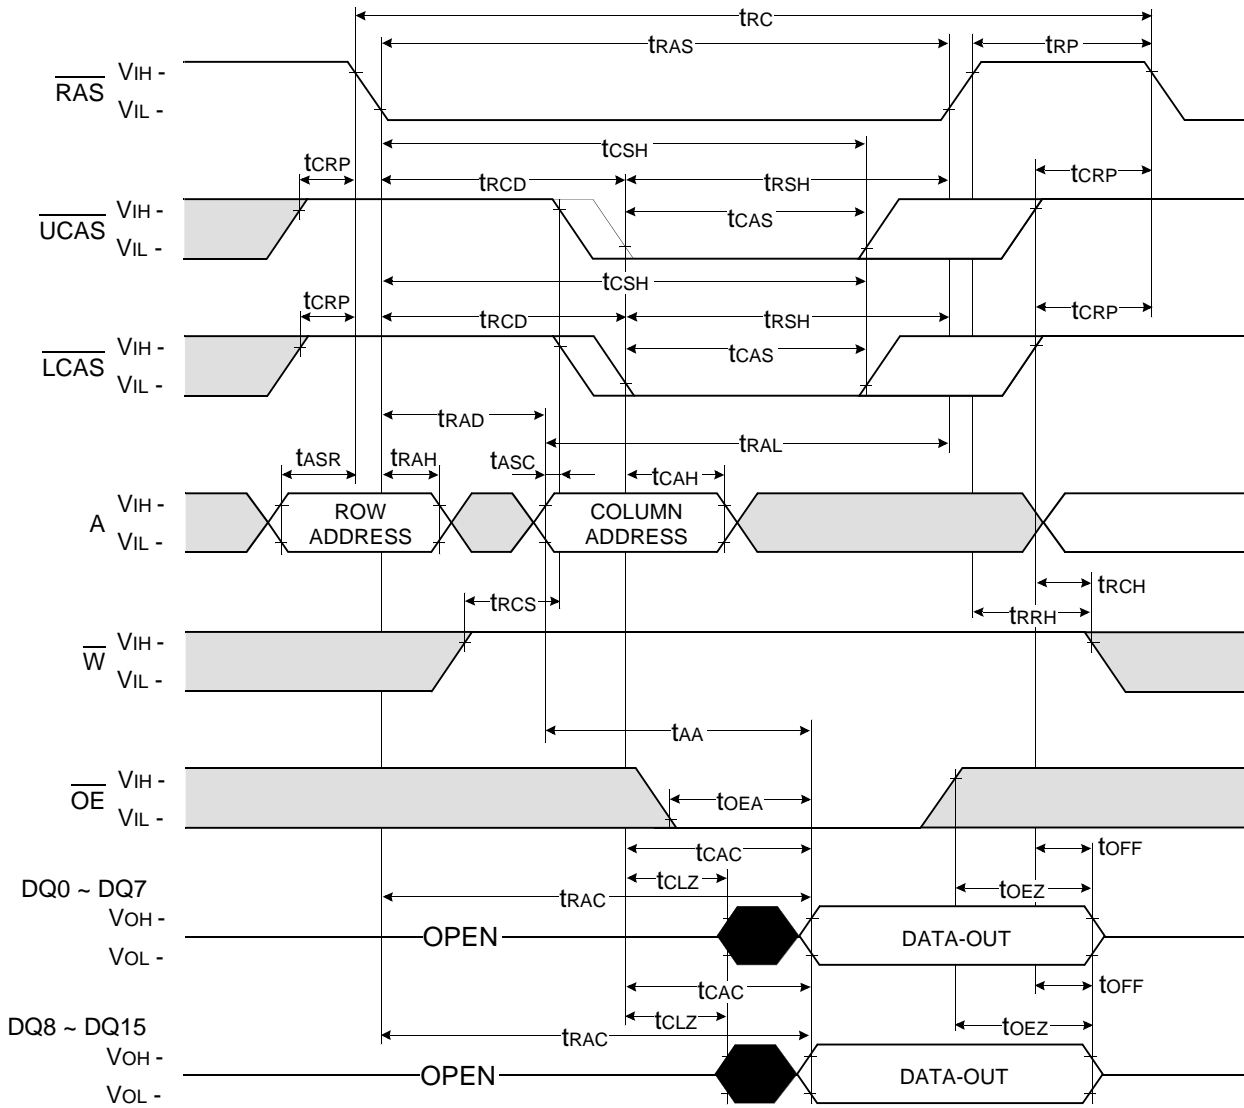 tRC
tRAS
tRP
RAS
VIH -
VIL -
tCSH
tCRP
tRCD
tRSH
tCRP
UCAS
VIH -
VIL -
tCAS
tCSH
tCRP
tRCD
tRSH
tCRP
LCAS
VIH -
VIL -
tCAS
tRAD
tRAL
tASR
tRAH
tASC
tCAH
A
VIH -
VIL -
ROW
ADDRESS
COLUMN
ADDRESS
tRCH
tRCS
tRRH
W
VIH -
VIL -
tAA
OE
VIH -
VIL -
tOEA
tCAC
tOFF
DQ0 ~ DQ7
tCLZ
tOEZ
tRAC
VOH -
VOL -
OPEN
DATA-OUT
tCAC
tOFF
DQ8 ~ DQ15
tCLZ
tOEZ
tRAC
VOH -
VOL -
OPEN
DATA-OUT